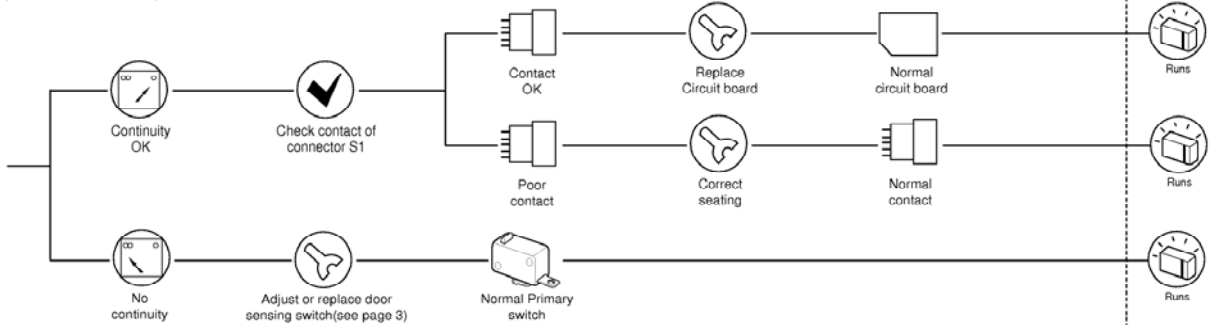 Contact
OK
Replace
Circuit board
Normal
circuit board
Runs
Continuity
OK
Check contact of
connector S1
Poor
contact
Correct
seating
Normal
contact
Runs
No
continuity
Adjust or replace door
sensing switch(see page 3)
Normal Primary
switch
Runs